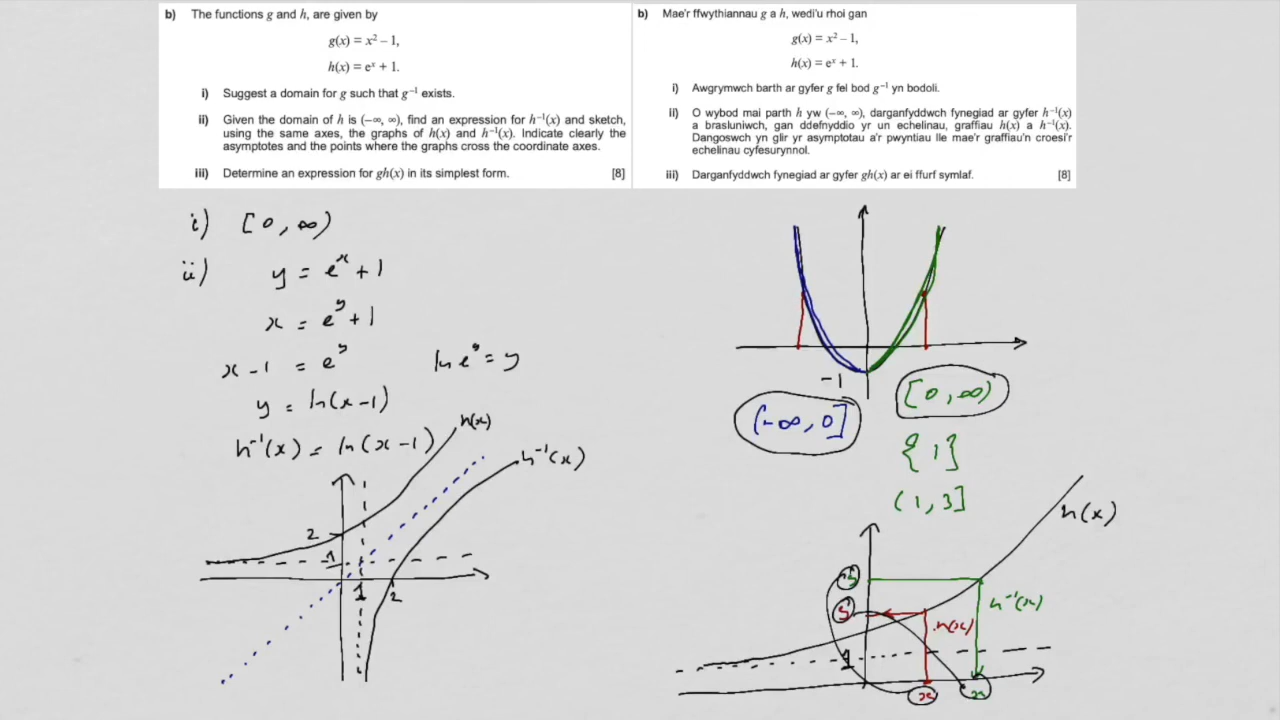 b) The functions g and h, are given by
g(x) = x² – 1,
h(x) = eˣ + 1.
i) Suggest a domain for g such that g⁻¹ exists.
ii) Given the domain of h is (–∞, ∞), find an expression for h⁻¹(x) and sketch,
using the same axes, the graphs of h(x) and h⁻¹(x). Indicate clearly the
asymptotes and the points where the graphs cross the coordinate axes.
iii) Determine an expression for gh(x) in its simplest form. [8]
b) Mae'r ffwythiannau g a h, wedi'u rhoi gan
g(x) = x² – 1,
h(x) = eˣ + 1.
i) Awgrymwch barth ar gyfer g fel bod g⁻¹ yn bodoli.
ii) O wybod mai parth h yw (–∞, ∞), darganfyddwch fynegiad ar gyfer h⁻¹(x)
a brasluniwch, gan ddefnyddio yr un echelinau, graffiau h(x) a h⁻¹(x).
Dangoswch yn glir yr asymptotau a'r pwyntiau lle mae'r graffiau'n croesi'r
echelinau cyfesurynnol.
iii) Darganfyddwch fynegiad ar gyfer gh(x) ar ei ffurf symlaf. [8]
i) [0, ∞)
ii) y = eˣ + 1
x = eʸ + 1
x – 1 = eʸ ln eʸ = y
y = ln(x – 1)
h⁻¹(x) = ln(x – 1)
h(x)
h⁻¹(x)
2
1
1 2
–1
(–∞, 0] [0, ∞)
{1]
(1, 3]
h(x)
y
y
h⁻¹(x)
h(x)
1
x x